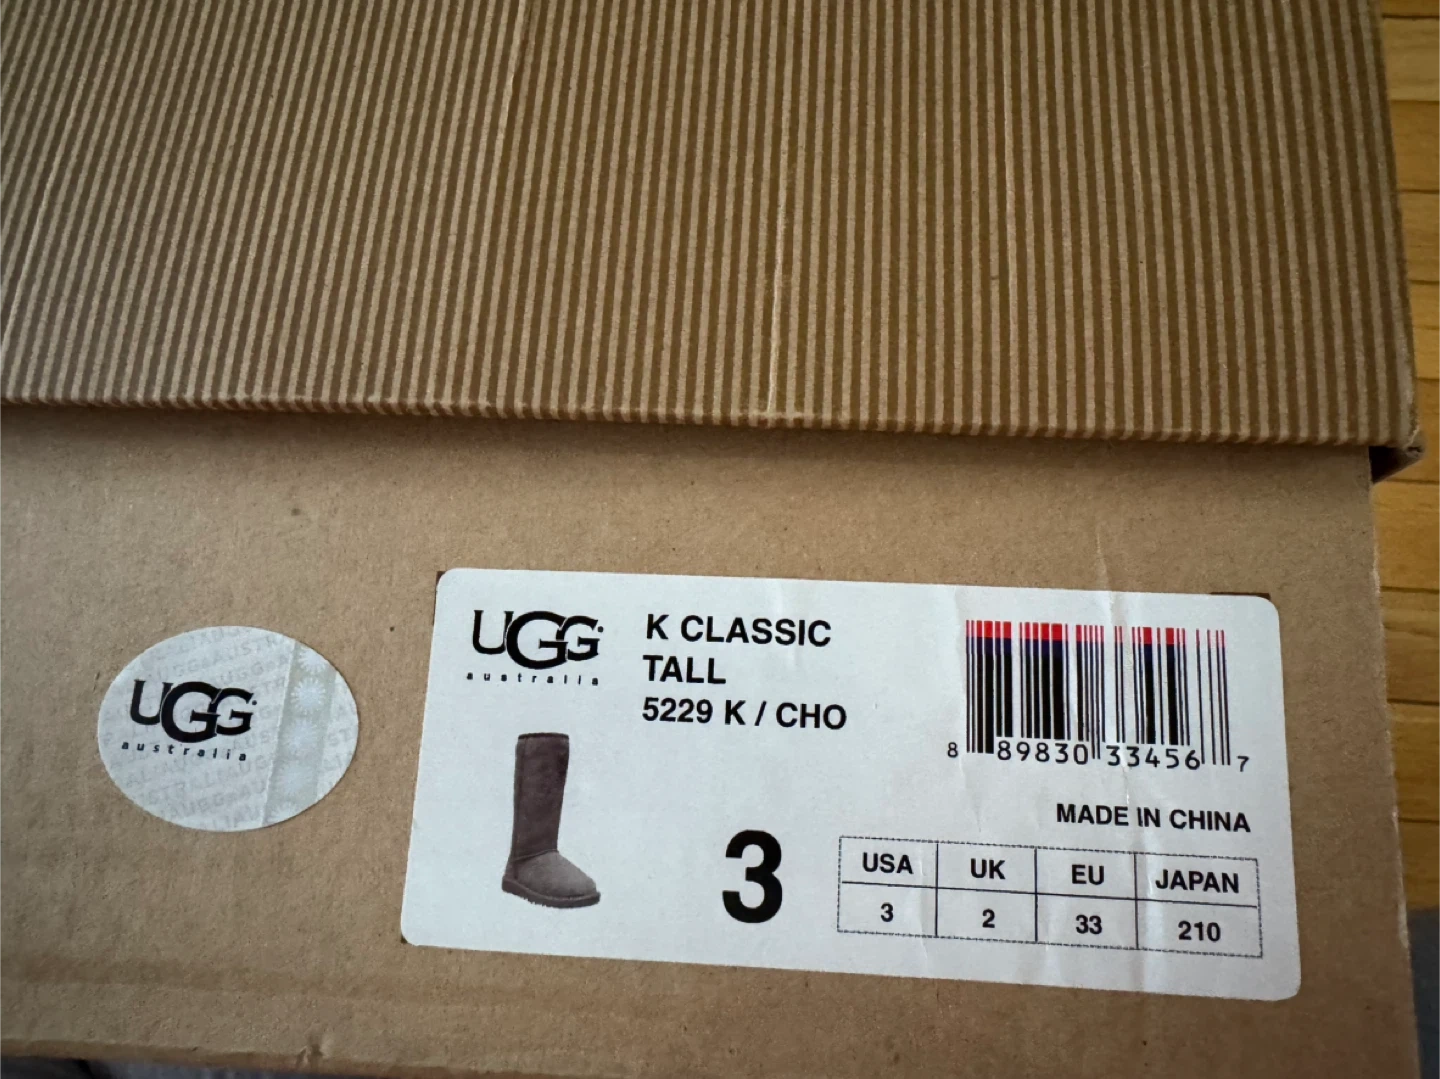 UGG
australia
UGG
australia
K CLASSIC
TALL
5229 K / CHO
8 89830 33456 7
MADE IN CHINA
3
USA UK EU JAPAN
3 2 33 210